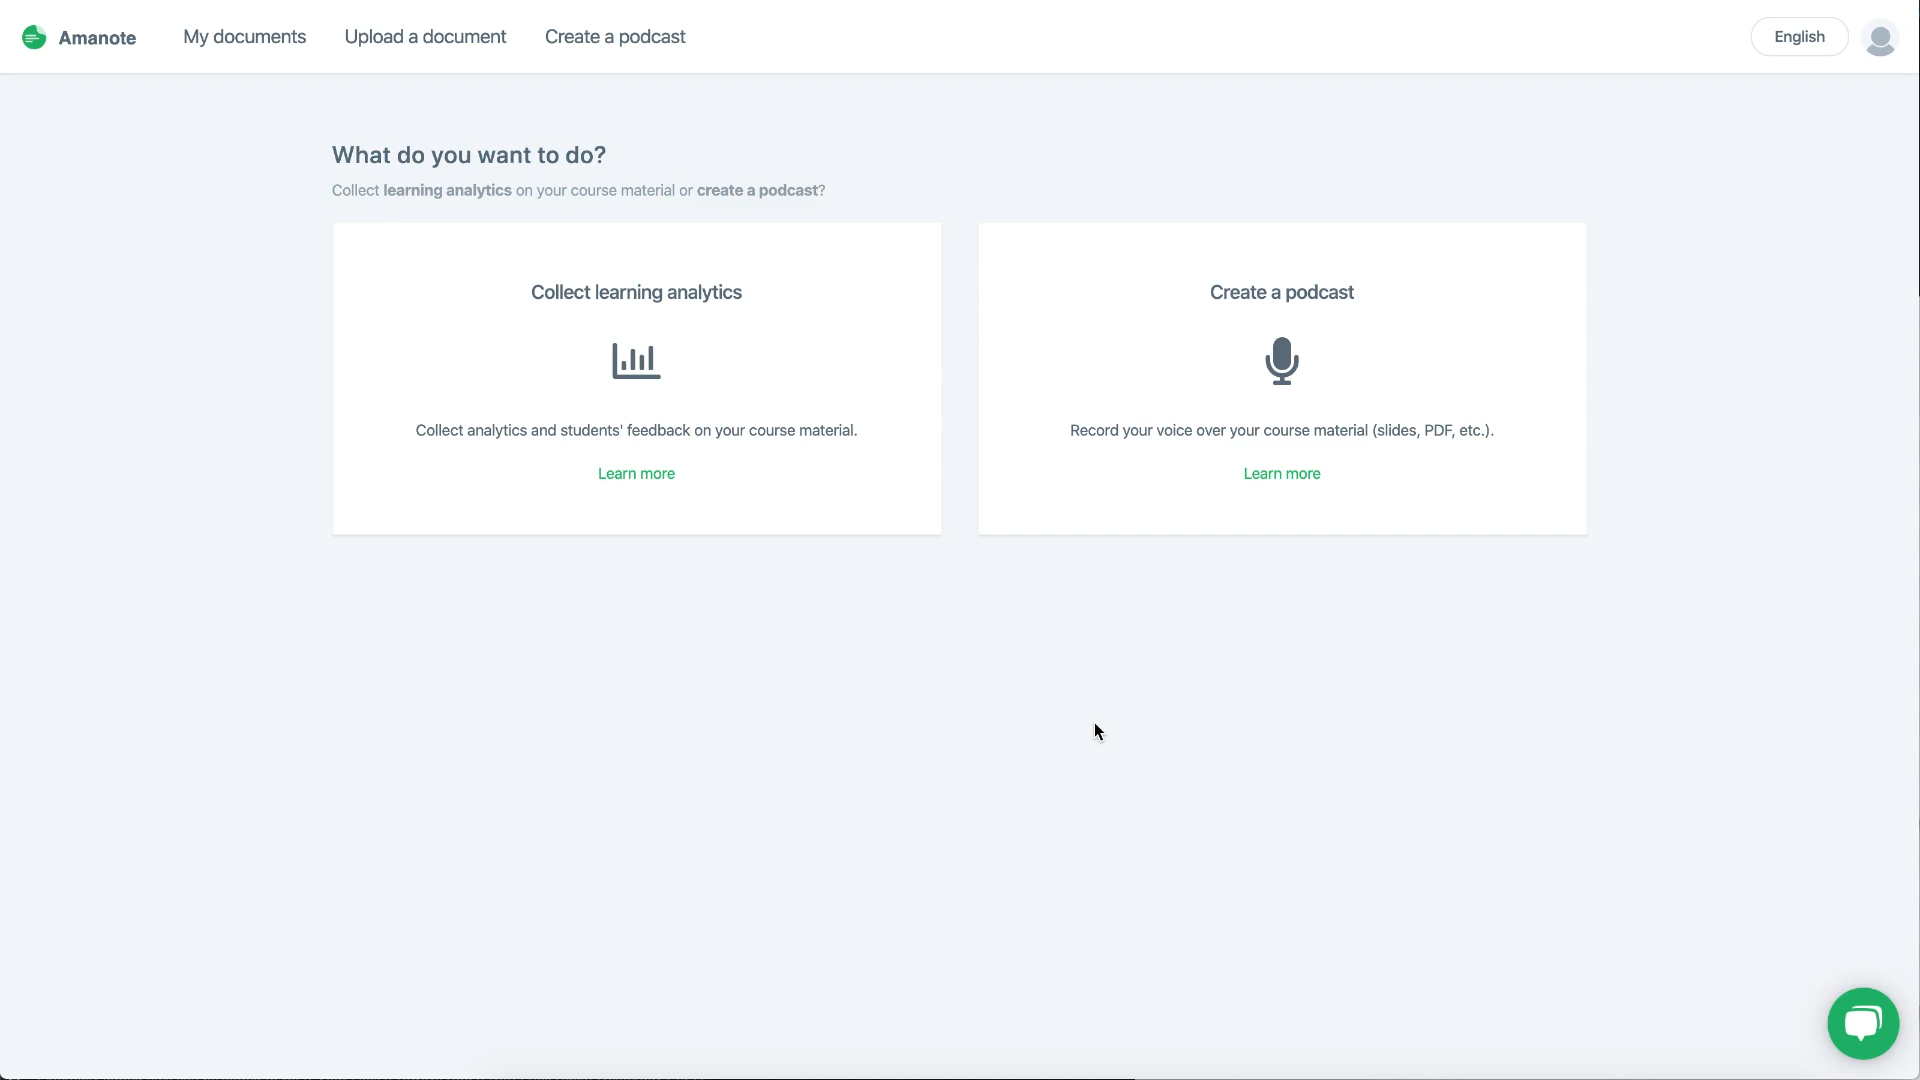 Amanote
My documents
Upload a document
Create a podcast
English
What do you want to do?
Collect learning analytics on your course material or create a podcast?
Collect learning analytics
Collect analytics and students' feedback on your course material.
Learn more
Create a podcast
Record your voice over your course material (slides, PDF, etc.).
Learn more